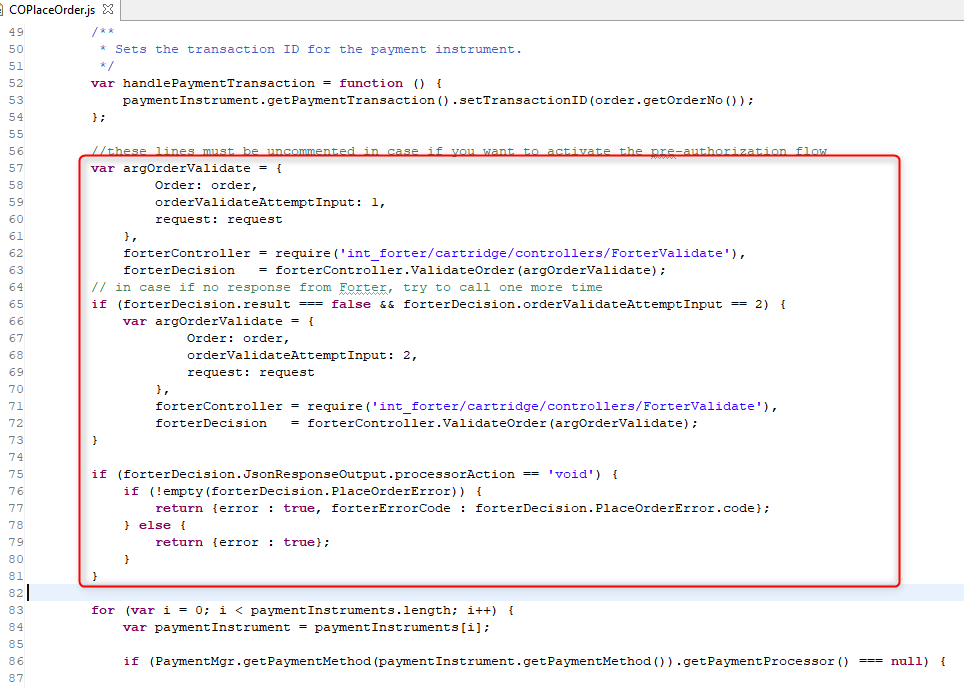 COPlaceOrder.js
49 /**
50 * Sets the transaction ID for the payment instrument.
51 */
52 var handlePaymentTransaction = function () {
53 paymentInstrument.getPaymentTransaction().setTransactionID(order.getOrderNo());
54 };
55
56 //these lines must be uncommented in case if you want to activate the pre-authorization flow
57 var argOrderValidate = {
58 Order: order,
59 orderValidateAttemptInput: 1,
60 request: request
61 },
62 forterController = require('int_forter/cartridge/controllers/ForterValidate'),
63 forterDecision = forterController.ValidateOrder(argOrderValidate);
64 // in case if no response from Forter, try to call one more time
65 if (forterDecision.result === false && forterDecision.orderValidateAttemptInput == 2) {
66 var argOrderValidate = {
67 Order: order,
68 orderValidateAttemptInput: 2,
69 request: request
70 },
71 forterController = require('int_forter/cartridge/controllers/ForterValidate'),
72 forterDecision = forterController.ValidateOrder(argOrderValidate);
73 }
74
75 if (forterDecision.JsonResponseOutput.processorAction == 'void') {
76 if (!empty(forterDecision.PlaceOrderError)) {
77 return {error : true, forterErrorCode : forterDecision.PlaceOrderError.code};
78 } else {
79 return {error : true};
80 }
81 }
82
83 for (var i = 0; i < paymentInstruments.length; i++) {
84 var paymentInstrument = paymentInstruments[i];
85
86 if (PaymentMgr.getPaymentMethod(paymentInstrument.getPaymentMethod()).getPaymentProcessor() === null) {
87